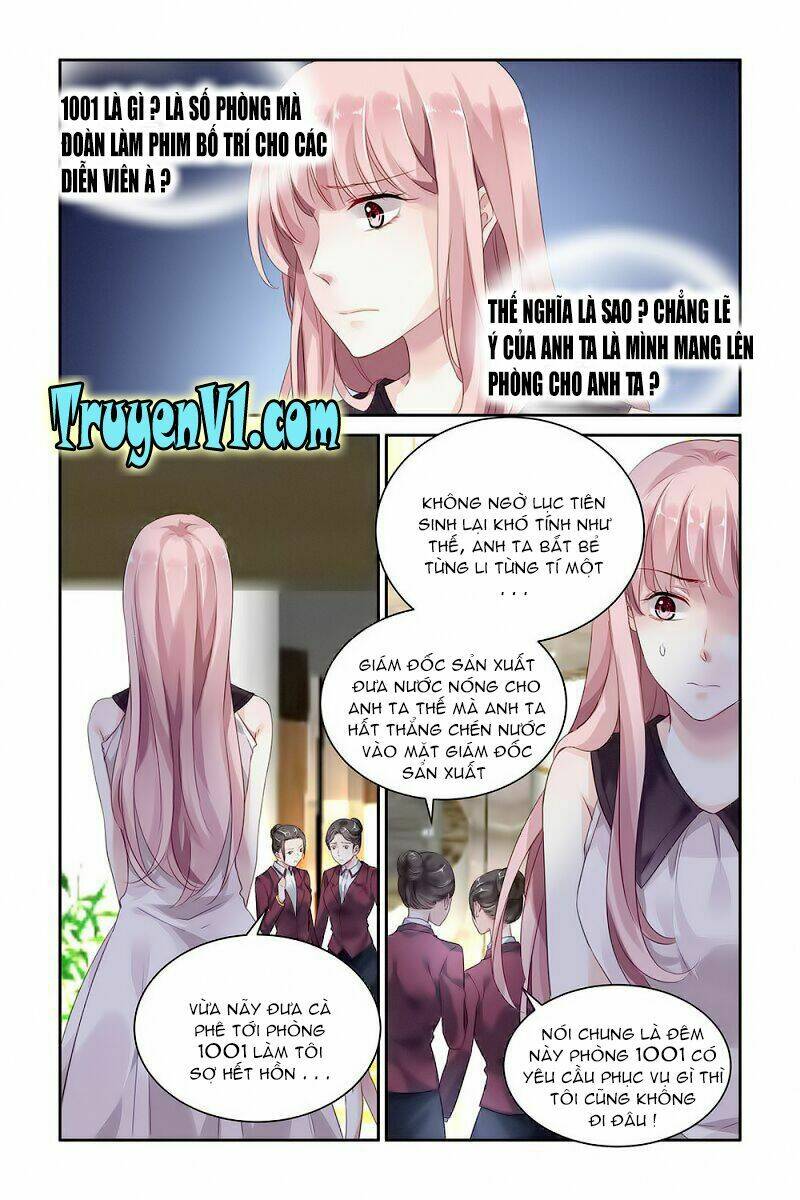 1001 LÀ GÌ ? LÀ SỐ PHÒNG MÀ
ĐOÀN LÀM PHIM BỐ TRÍ CHO CÁC
DIỄN VIÊN À ?
THẾ NGHĨA LÀ SAO ? CHẲNG LẼ
Ý CỦA ANH TA LÀ MÌNH MANG LÊN
PHÒNG CHO ANH TA ?
TruyenV1.com
VỪA NÃY ĐƯA CÀ
PHÊ TỚI PHÒNG
1001 LÀM TÔI
SỢ HẾT HỒN . . .
KHÔNG NGỜ LỤC TIÊN
SINH LẠI KHÓ TÍNH NHƯ
THẾ, ANH TA BẮT BẺ
TỪNG LI TỪNG TÍ MỘT
. . .
GIÁM ĐỐC SẢN XUẤT
ĐƯA NƯỚC NÓNG CHO
ANH TA THẾ MÀ ANH TA
HẤT THẲNG CHÉN NƯỚC
VÀO MẶT GIÁM ĐỐC
SẢN XUẤT
NÓI CHUNG LÀ ĐÊM
NÀY PHÒNG 1001 CÓ
YÊU CẦU PHỤC VỤ GÌ THÌ
TÔI CŨNG KHÔNG
ĐI ĐÂU !